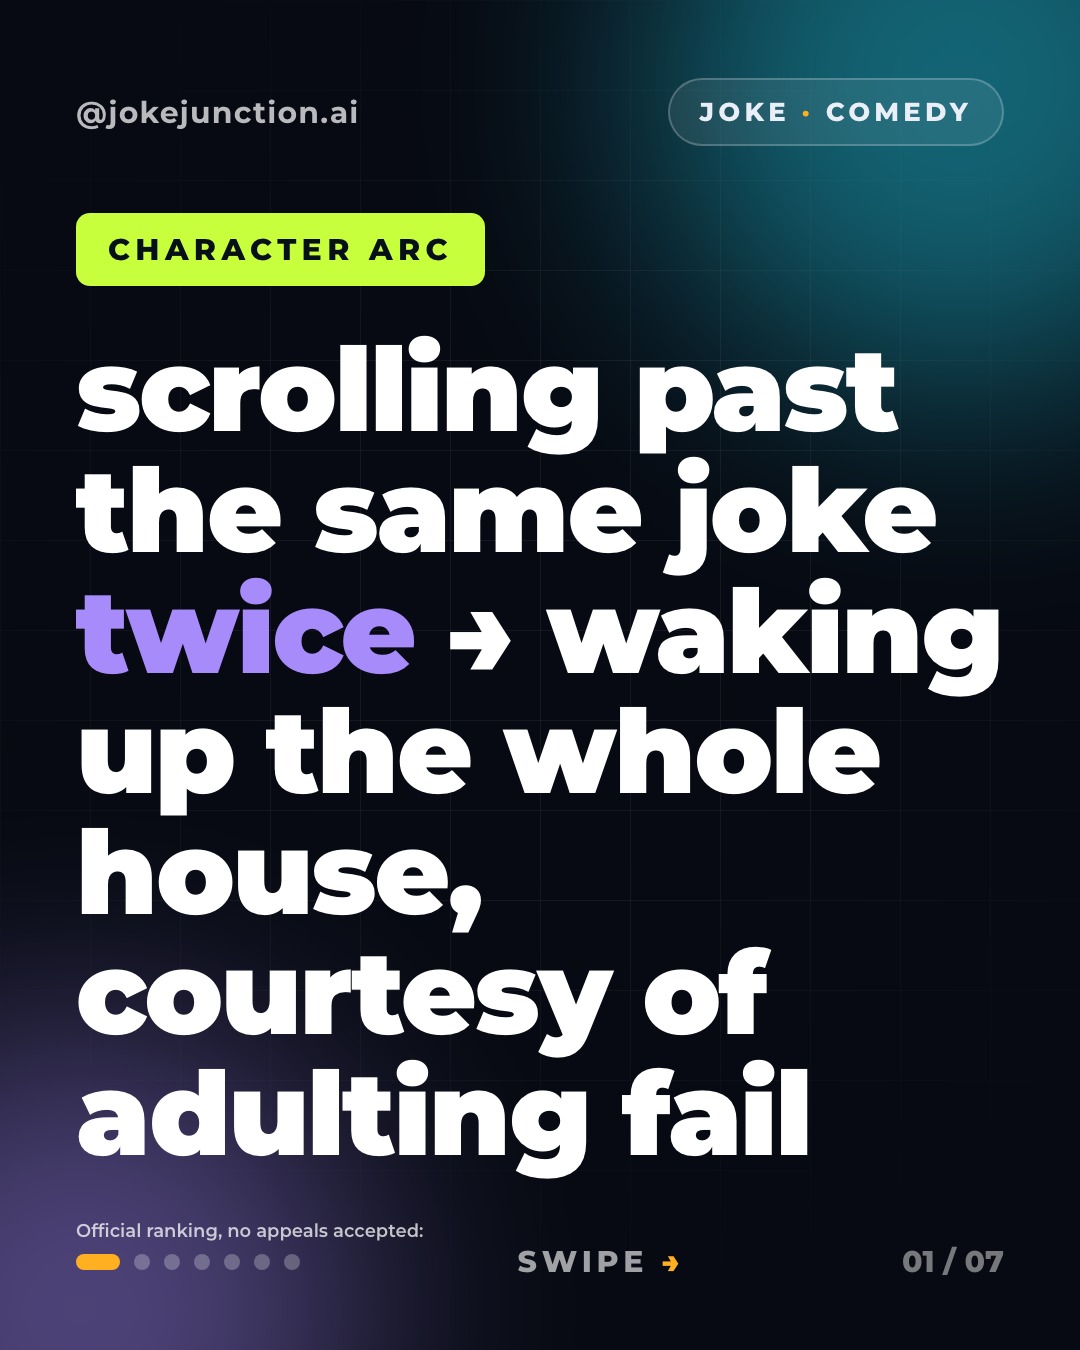 @jokejunction.ai
JOKE · COMEDY
CHARACTER ARC
scrolling past
the same joke
twice → waking
up the whole
house,
courtesy of
adulting fail
Official ranking, no appeals accepted:
SWIPE →
01 / 07